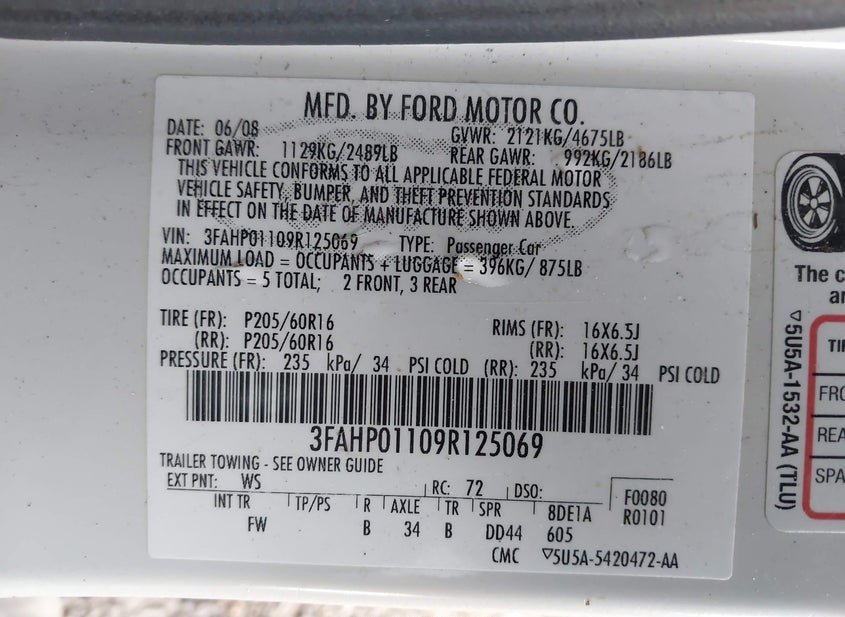 MFD. BY FORD MOTOR CO.
DATE: 06/08 GVWR: 2121KG/4675LB
FRONT GAWR: 1129KG/2489LB REAR GAWR: 992KG/2186LB
THIS VEHICLE CONFORMS TO ALL APPLICABLE FEDERAL MOTOR
VEHICLE SAFETY, BUMPER, AND THEFT PREVENTION STANDARDS
IN EFFECT ON THE DATE OF MANUFACTURE SHOWN ABOVE.
VIN: 3FAHP01109R125069 TYPE: Passenger Car
MAXIMUM LOAD = OCCUPANTS + LUGGAGE = 396KG/ 875LB
OCCUPANTS = 5 TOTAL; 2 FRONT, 3 REAR
TIRE (FR): P205/60R16 RIMS (FR): 16X6.5J
(RR): P205/60R16 (RR): 16X6.5J
PRESSURE (FR): 235 kPa/ 34 PSI COLD (RR): 235 kPa/ 34 PSI COLD
3FAHP01109R125069
TRAILER TOWING - SEE OWNER GUIDE
EXT PNT: WS RC: 72 DSO: F0080
INT TR TP/PS R AXLE TR SPR 8DE1A R0101
FW B 34 B DD44 605
CMC ▽5U5A-5420472-AA
▽5U5A-1532-AA (TLU)
The c
a
TI
FRO
REA
SPA